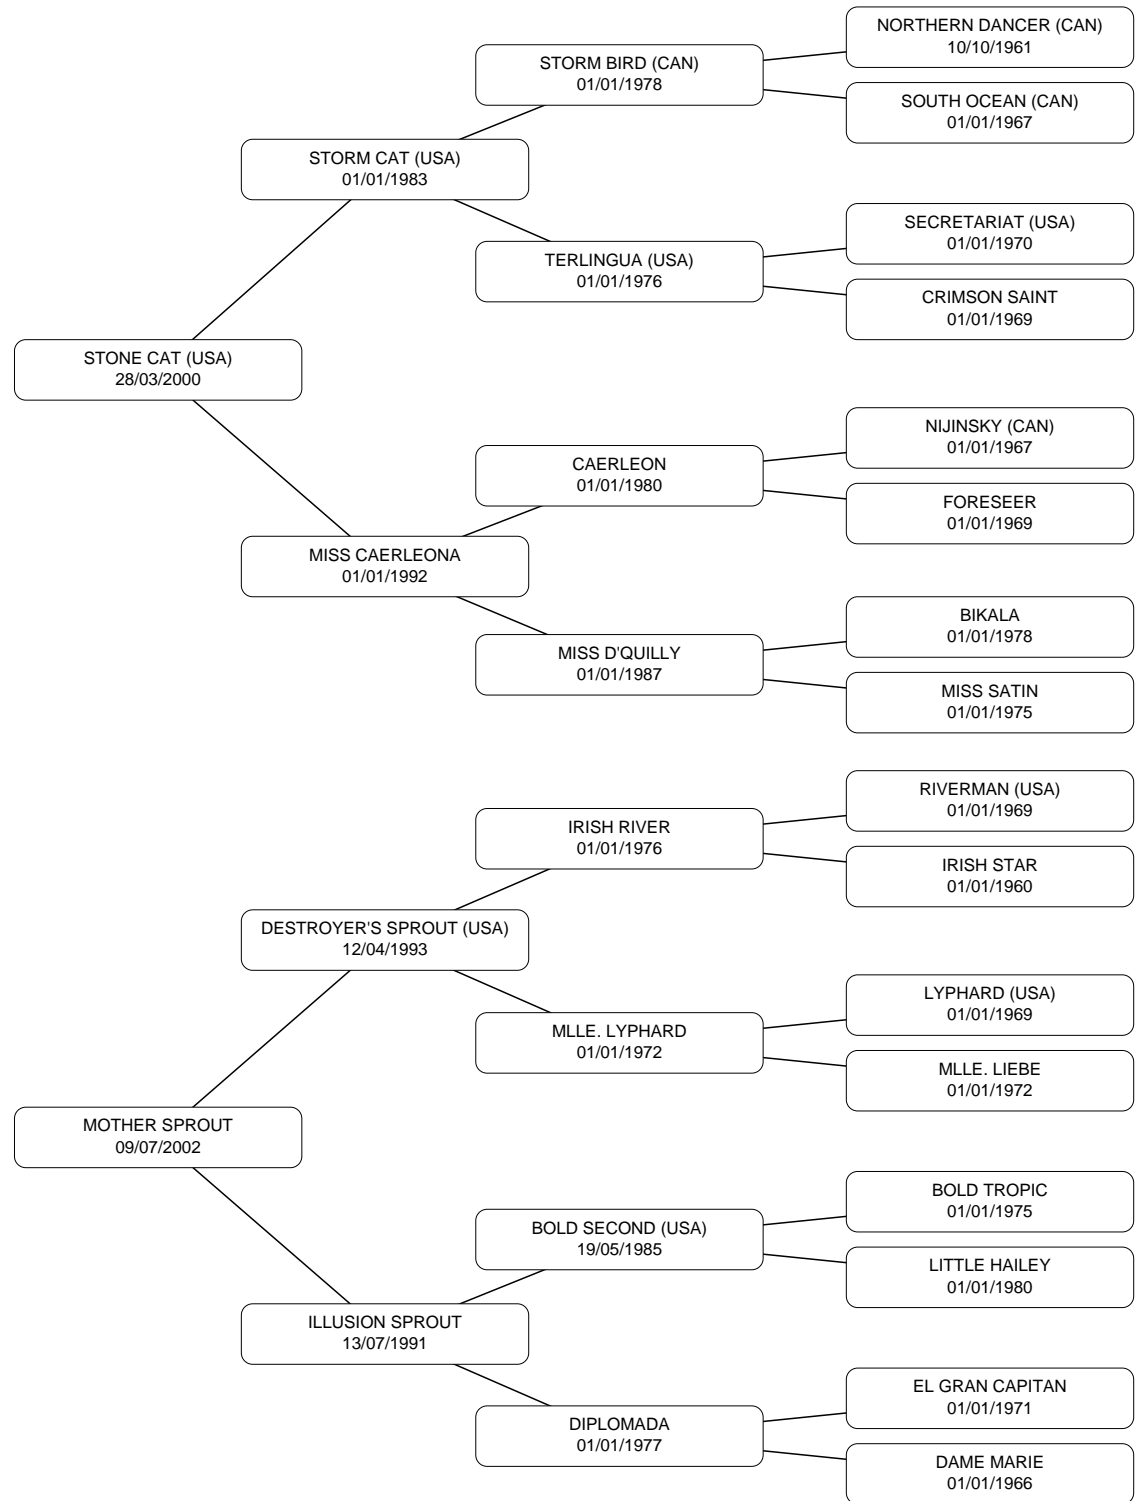 NORTHERN DANCER (CAN)
10/10/1961
STORM BIRD (CAN)
01/01/1978
SOUTH OCEAN (CAN)
01/01/1967
STORM CAT (USA)
01/01/1983
SECRETARIAT (USA)
01/01/1970
TERLINGUA (USA)
01/01/1976
CRIMSON SAINT
01/01/1969
STONE CAT (USA)
28/03/2000
NIJINSKY (CAN)
01/01/1967
CAERLEON
01/01/1980
FORESEER
01/01/1969
MISS CAERLEONA
01/01/1992
BIKALA
01/01/1978
MISS D'QUILLY
01/01/1987
MISS SATIN
01/01/1975
RIVERMAN (USA)
01/01/1969
IRISH RIVER
01/01/1976
IRISH STAR
01/01/1960
DESTROYER'S SPROUT (USA)
12/04/1993
LYPHARD (USA)
01/01/1969
MLLE. LYPHARD
01/01/1972
MLLE. LIEBE
01/01/1972
MOTHER SPROUT
09/07/2002
BOLD TROPIC
01/01/1975
BOLD SECOND (USA)
19/05/1985
LITTLE HAILEY
01/01/1980
ILLUSION SPROUT
13/07/1991
EL GRAN CAPITAN
01/01/1971
DIPLOMADA
01/01/1977
DAME MARIE
01/01/1966